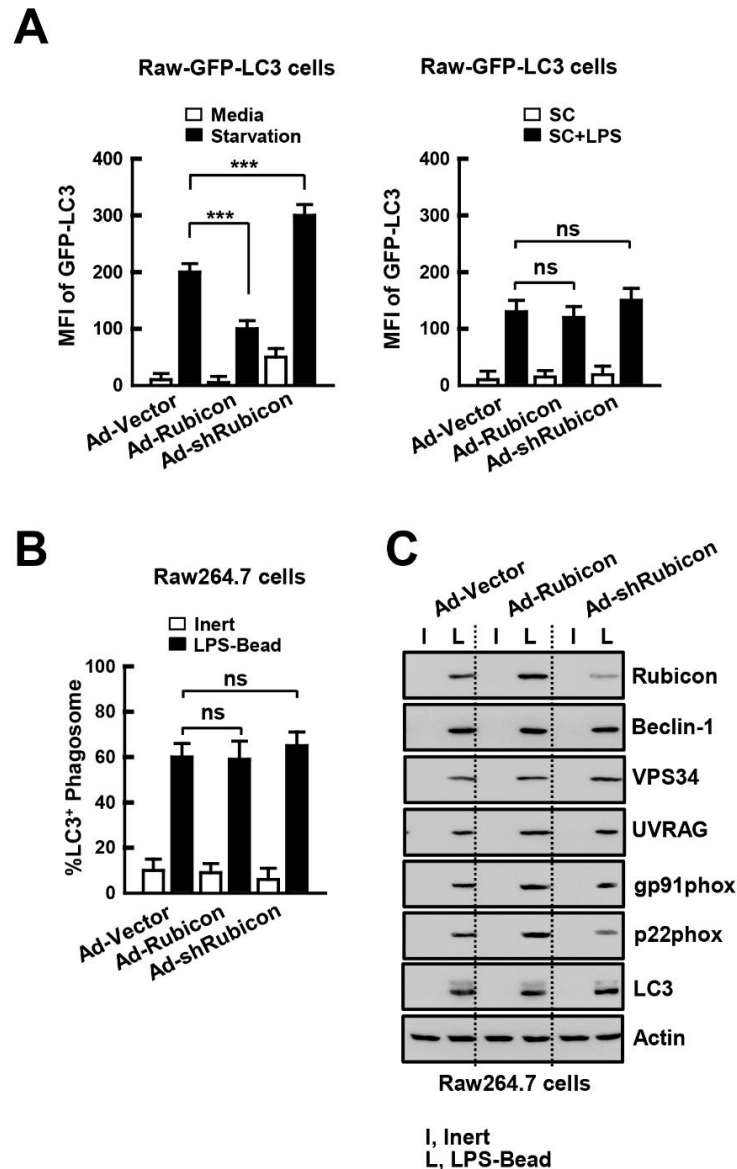 A
Raw-GFP-LC3 cells
Media
Starvation
MFI of GFP-LC3
400
300
200
100
0
***
***
Ad-Vector
Ad-Rubicon
Ad-shRubicon
Raw-GFP-LC3 cells
SC
SC+LPS
MFI of GFP-LC3
400
300
200
100
0
ns
ns
Ad-Vector
Ad-Rubicon
Ad-shRubicon
B
Raw264.7 cells
Inert
LPS-Bead
%LC3+ Phagosome
100
80
60
40
20
0
ns
ns
Ad-Vector
Ad-Rubicon
Ad-shRubicon
C
Ad-Vector
Ad-Rubicon
Ad-shRubicon
I L I L I L
Rubicon
Beclin-1
VPS34
UVRAG
gp91phox
p22phox
LC3
Actin
Raw264.7 cells
I, Inert
L, LPS-Bead